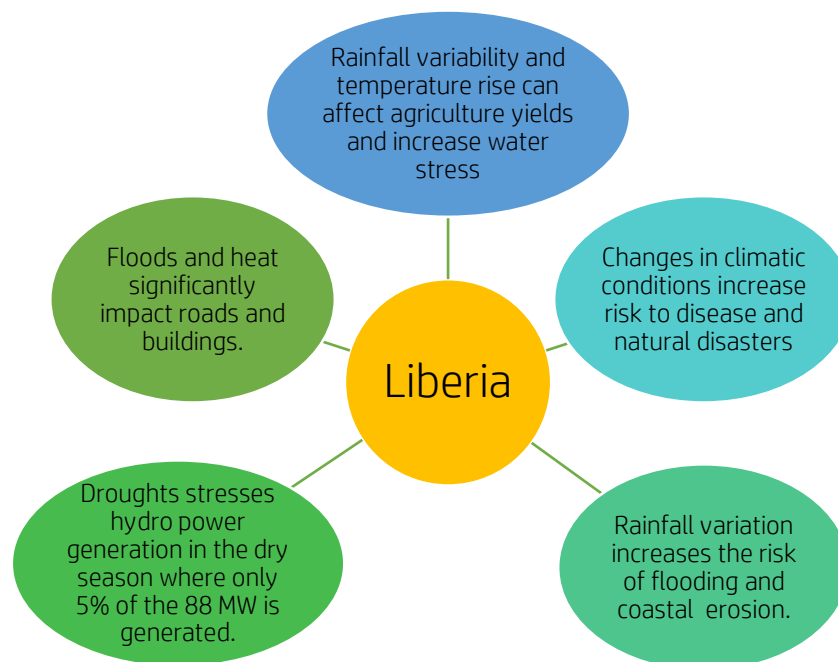 Rainfall variability and
temperature rise can
affect agriculture yields
and increase water
stress
Floods and heat
significantly
impact roads and
buildings.
Changes in climatic
conditions increase
risk to disease and
natural disasters
Liberia
Droughts stresses
hydro power
generation in the dry
season where only
5% of the 88 MW is
generated.
Rainfall variation
increases the risk
of flooding and
coastal  erosion.